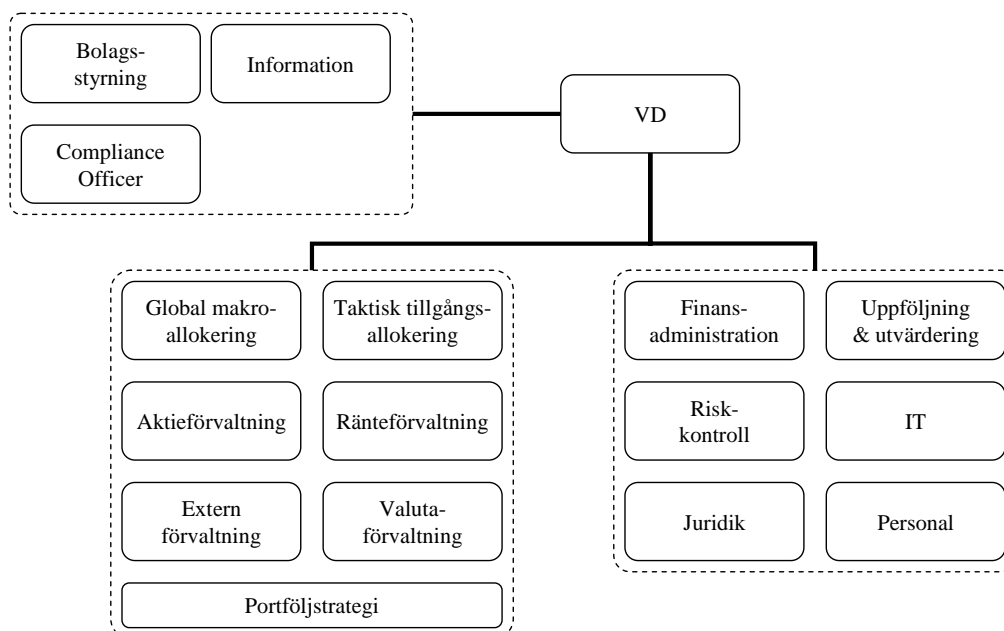 Bolags-
styrning
Information
Compliance
Officer
VD
Global makro-
allokering
Taktisk tillgångs-
allokering
Aktieförvaltning
Ränteförvaltning
Extern
förvaltning
Valuta-
förvaltning
Portföljstrategi
Finans-
administration
Uppföljning
& utvärdering
Risk-
kontroll
IT
Juridik
Personal